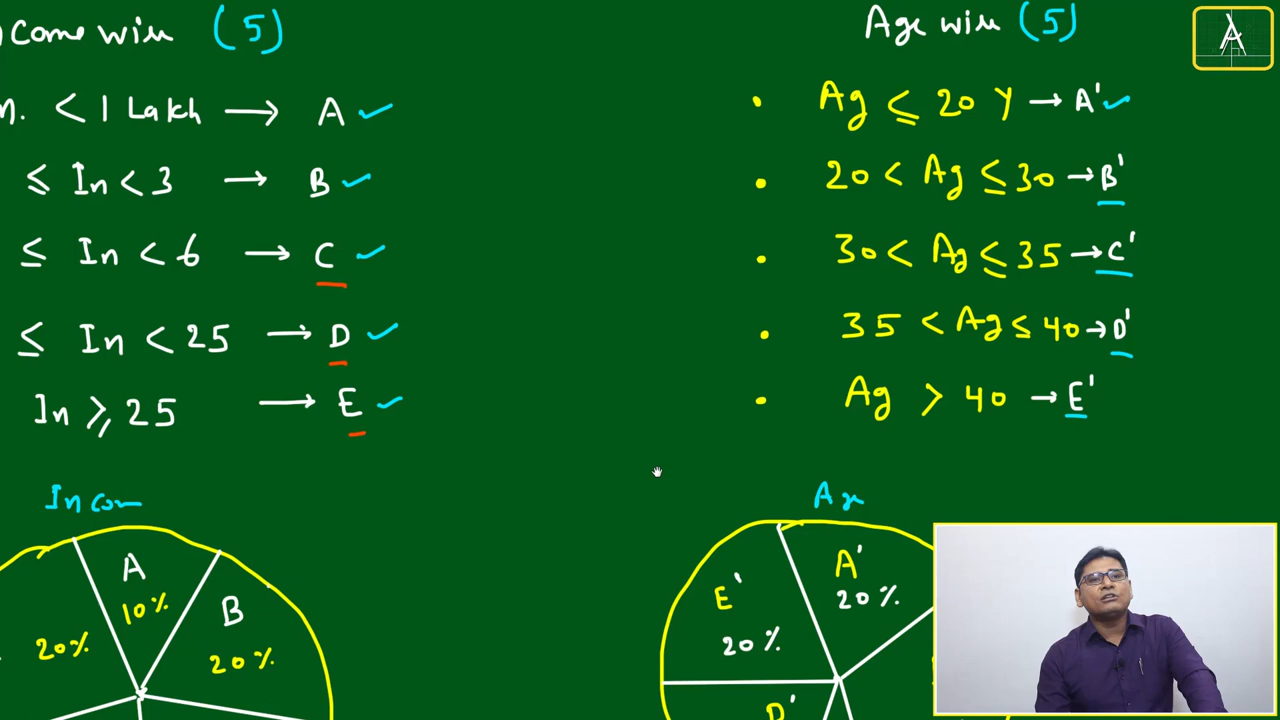 Come wise (5)
m. < 1 Lakh → A ✓
≤ In < 3 → B ✓
≤ In < 6 → C ✓
≤ In < 25 → D ✓
In ≥ 25 → E ✓
Incom
A
10%
B
20%
20%
Age wise (5)
• Ag ≤ 20 Y → A' ✓
• 20 < Ag ≤ 30 → B'
• 30 < Ag ≤ 35 → C'
• 35 < Ag ≤ 40 → D'
• Ag > 40 → E'
Age
A'
20%
E'
20%
D'